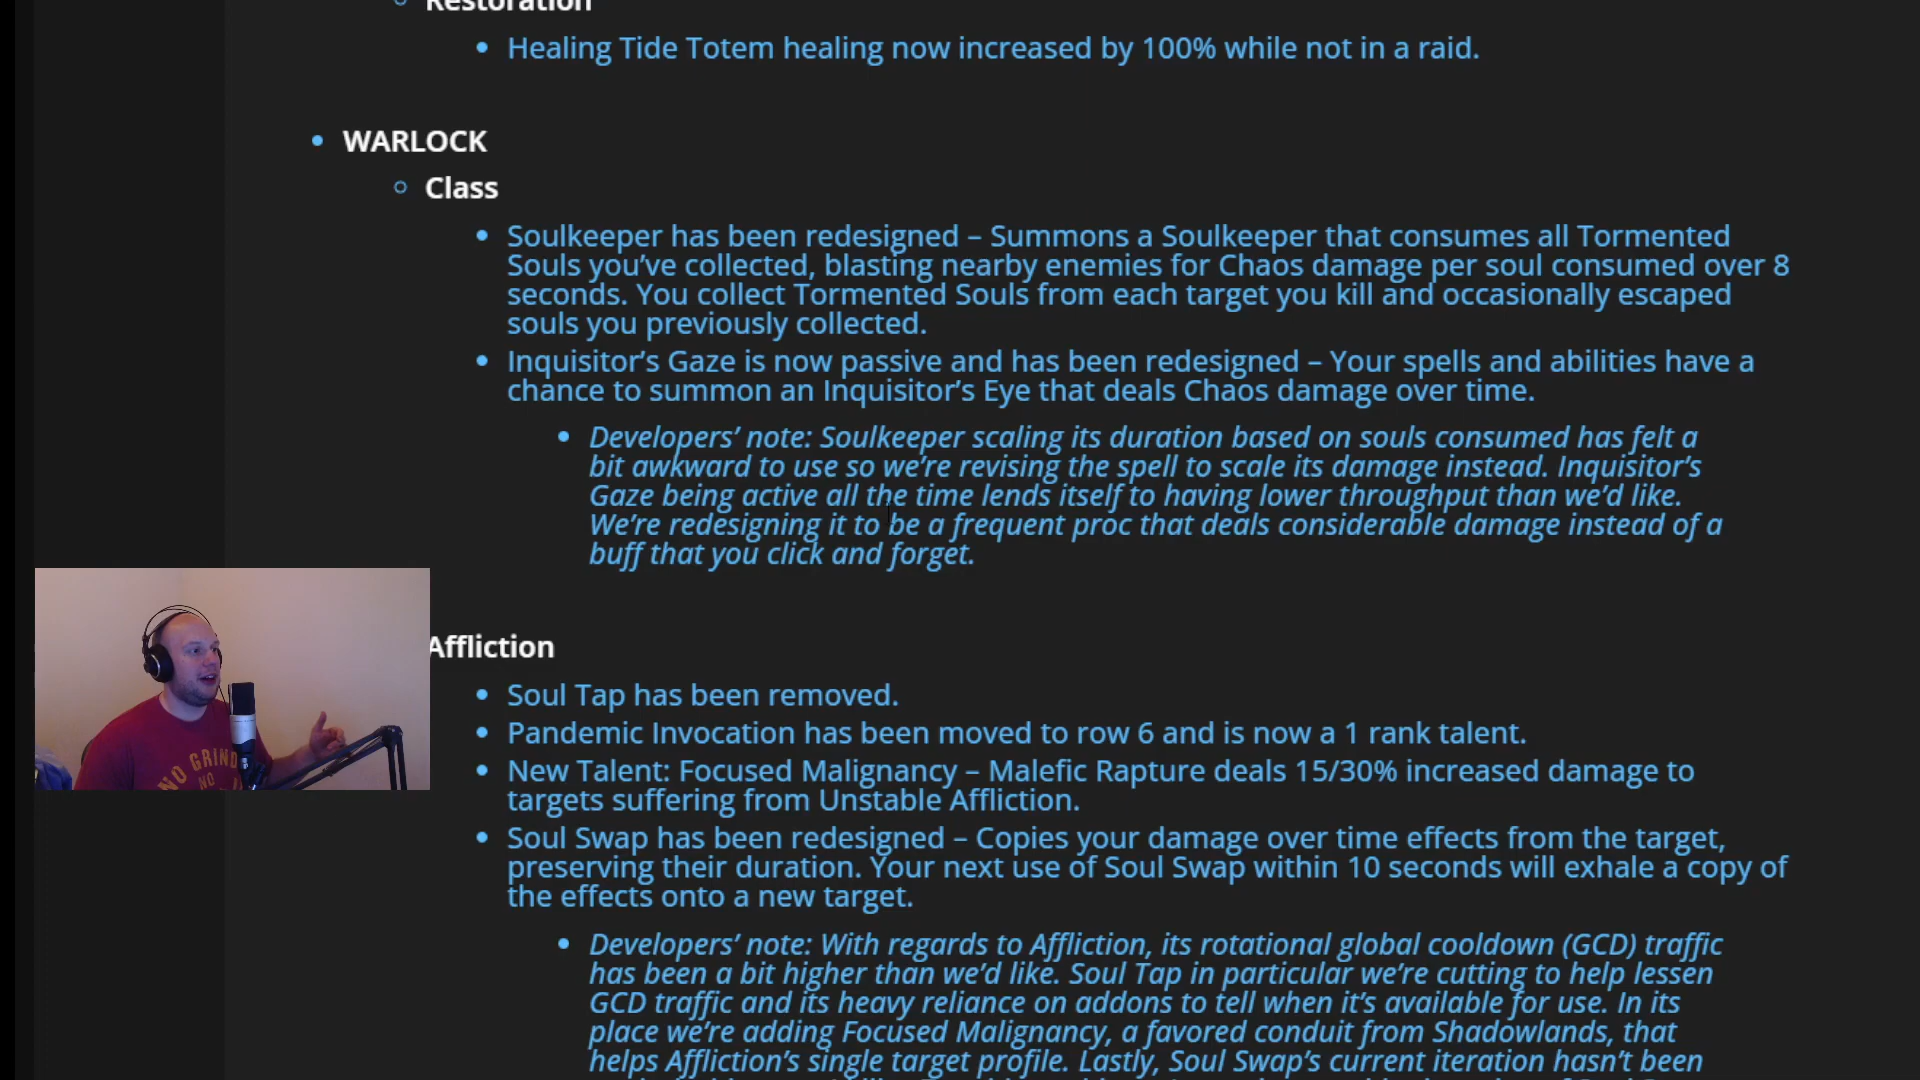 Restoration
Healing Tide Totem healing now increased by 100% while not in a raid.
WARLOCK
Class
Soulkeeper has been redesigned – Summons a Soulkeeper that consumes all Tormented
Souls you’ve collected, blasting nearby enemies for Chaos damage per soul consumed over 8
seconds. You collect Tormented Souls from each target you kill and occasionally escaped
souls you previously collected.
Inquisitor’s Gaze is now passive and has been redesigned – Your spells and abilities have a
chance to summon an Inquisitor’s Eye that deals Chaos damage over time.
Developers’ note: Soulkeeper scaling its duration based on souls consumed has felt a
bit awkward to use so we’re revising the spell to scale its damage instead. Inquisitor’s
Gaze being active all the time lends itself to having lower throughput than we’d like.
We’re redesigning it to be a frequent proc that deals considerable damage instead of a
buff that you click and forget.
Affliction
Soul Tap has been removed.
Pandemic Invocation has been moved to row 6 and is now a 1 rank talent.
New Talent: Focused Malignancy – Malefic Rapture deals 15/30% increased damage to
targets suffering from Unstable Affliction.
Soul Swap has been redesigned – Copies your damage over time effects from the target,
preserving their duration. Your next use of Soul Swap within 10 seconds will exhale a copy of
the effects onto a new target.
Developers’ note: With regards to Affliction, its rotational global cooldown (GCD) traffic
has been a bit higher than we’d like. Soul Tap in particular we’re cutting to help lessen
GCD traffic and its heavy reliance on addons to tell when it’s available for use. In its
place we’re adding Focused Malignancy, a favored conduit from Shadowlands, that
helps Affliction’s single target profile. Lastly, Soul Swap’s current iteration hasn’t been
NO GRIND
NO